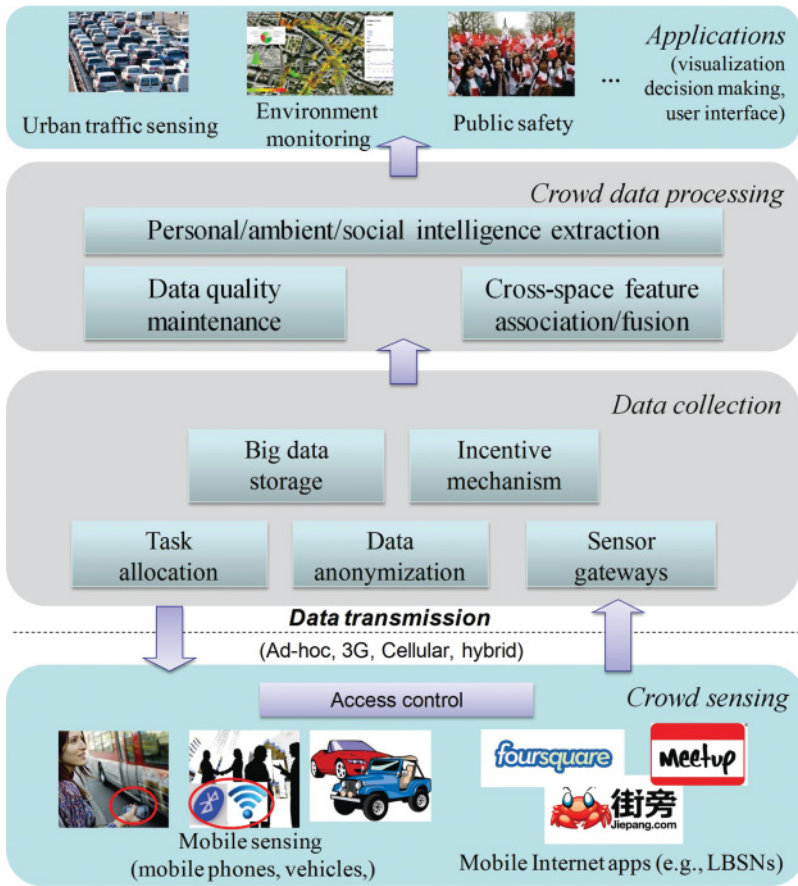 Applications
(visualization
decision making,
user interface)
...
Urban traffic sensing
Environment
monitoring
Public safety
Crowd data processing
Personal/ambient/social intelligence extraction
Data quality
maintenance
Cross-space feature
association/fusion
Data collection
Big data
storage
Incentive
mechanism
Task
allocation
Data
anonymization
Sensor
gateways
Data transmission
(Ad-hoc, 3G, Cellular, hybrid)
Access control
Crowd sensing
foursquare
Meetup
街旁
Jiepang.com
Mobile sensing
(mobile phones, vehicles,)
Mobile Internet apps (e.g., LBSNs)